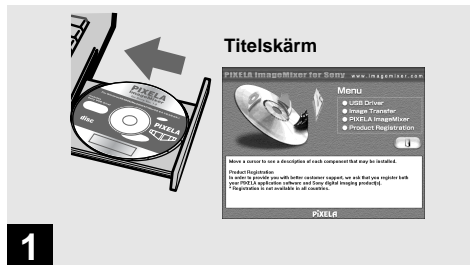 Titelskärm
PIXELA ImageMixer for Sony www.imagemixer.com
Menu
USB Driver
Image Transfer
PIXELA ImageMixer
Product Registration
Move a cursor to see a description of each component that may be installed.
Product Registration
In order to provide you with better customer support, we ask that you register both
your PIXELA application software and Sony digital imaging product(s).
* Registration is not available in all countries.
PIXELA
PIXELA
ImageMixer
PIXELA
disc
1